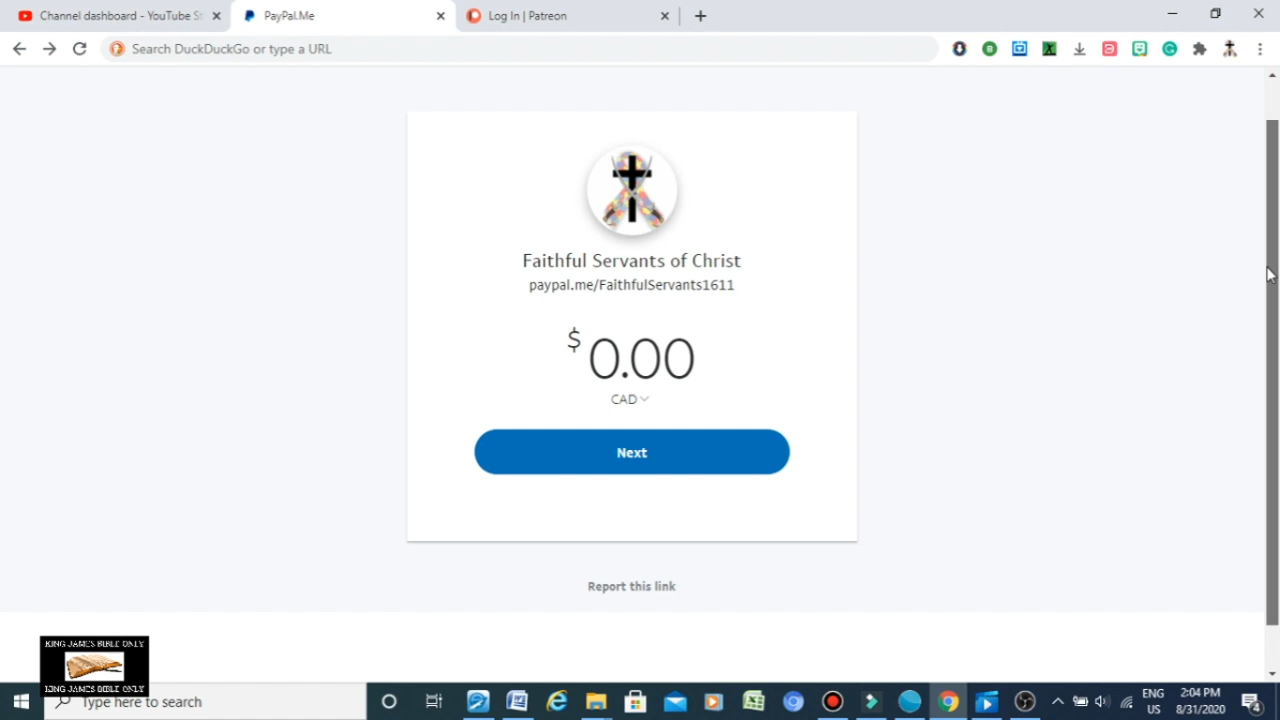 Channel dashboard - YouTube St
PayPal.Me
Log In | Patreon
Search DuckDuckGo or type a URL
Faithful Servants of Christ
paypal.me/FaithfulServants1611
$ 0.00
CAD
Next
Report this link
KING JAMES BIBLE ONLY
KING JAMES BIBLE ONLY
Type here to search
ENG
US
2:04 PM
8/31/2020
4